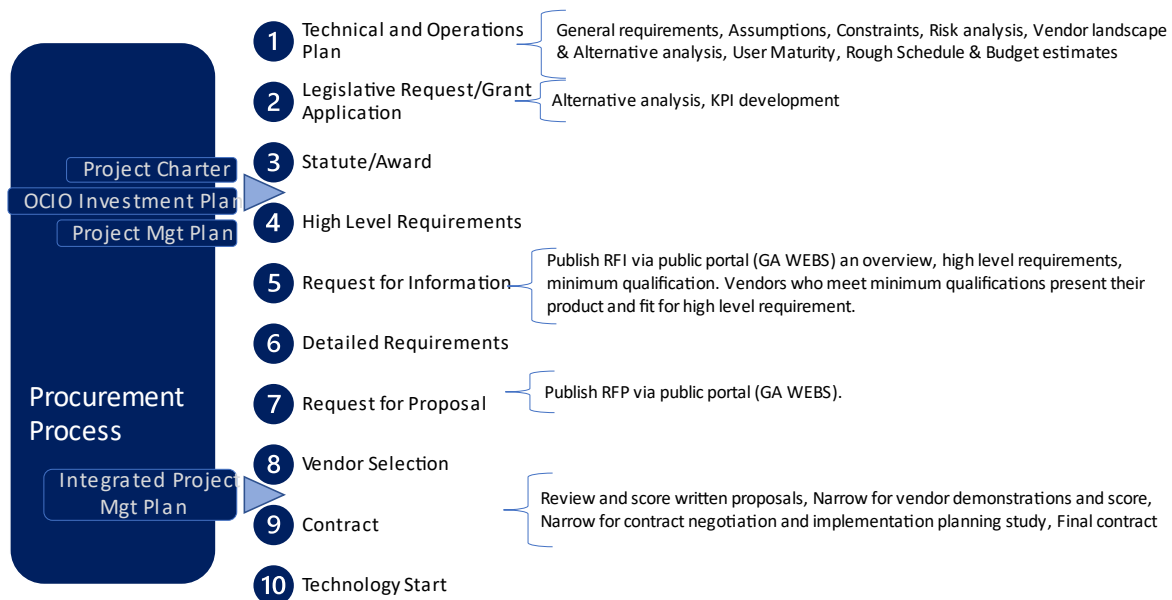 1
Technical and Operations
Plan
General requirements, Assumptions, Constraints, Risk analysis, Vendor landscape
& Alternative analysis, User Maturity, Rough Schedule & Budget estimates
2
Legislative Request/Grant
Application
Alternative analysis, KPI development
3
Statute/Award
Project Charter
OCIO Investment Plan
Project Mgt Plan
4
High Level Requirements
5
Request for Information
Publish RFI via public portal (GA WEBS) an overview, high level requirements,
minimum qualification. Vendors who meet minimum qualifications present their
product and fit for high level requirement.
6
Detailed Requirements
7
Request for Proposal
Publish RFP via public portal (GA WEBS).
Procurement
Process
8
Vendor Selection
Integrated Project
Mgt Plan
9
Contract
Review and score written proposals, Narrow for vendor demonstrations and score,
Narrow for contract negotiation and implementation planning study, Final contract
10
Technology Start